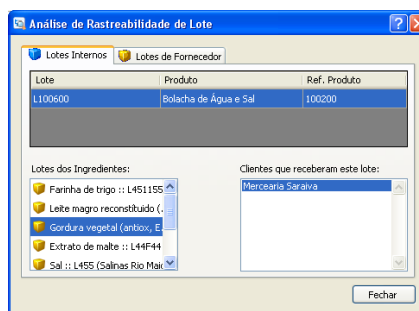 Análise de Rastreabilidade de Lote
Lotes Internos
Lotes de Fornecedor
Lote
Produto
Ref. Produto
L100600
Bolacha de Água e Sal
100200
Lotes dos Ingredientes:
Farinha de trigo :: L451155
Leite magro reconstituido (.
Gordura vegetal (antiox, E.
Extrato de malte :: L44F44
Sal :: L455 (Salinas Rio Maic
Clientes que receberam este lote:
Mercearia Saraiva
Fechar